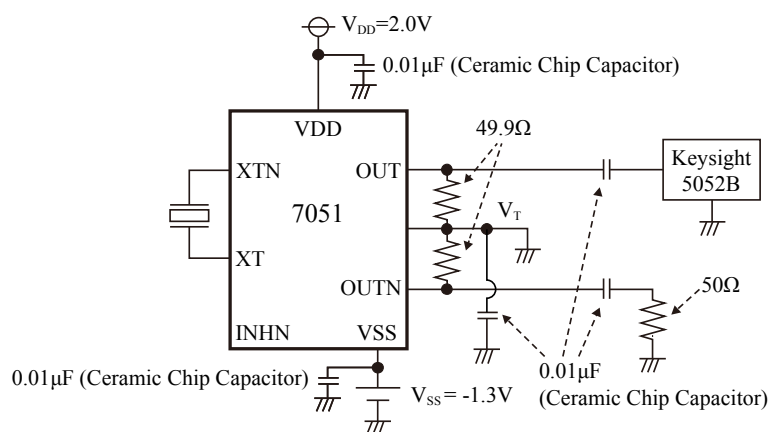 V_DD=2.0V
0.01μF (Ceramic Chip Capacitor)
VDD
49.9Ω
XTN
OUT
Keysight
5052B
7051
V_T
XT
OUTN
50Ω
INHN
VSS
0.01μF (Ceramic Chip Capacitor)
0.01μF
(Ceramic Chip Capacitor)
V_SS = -1.3V